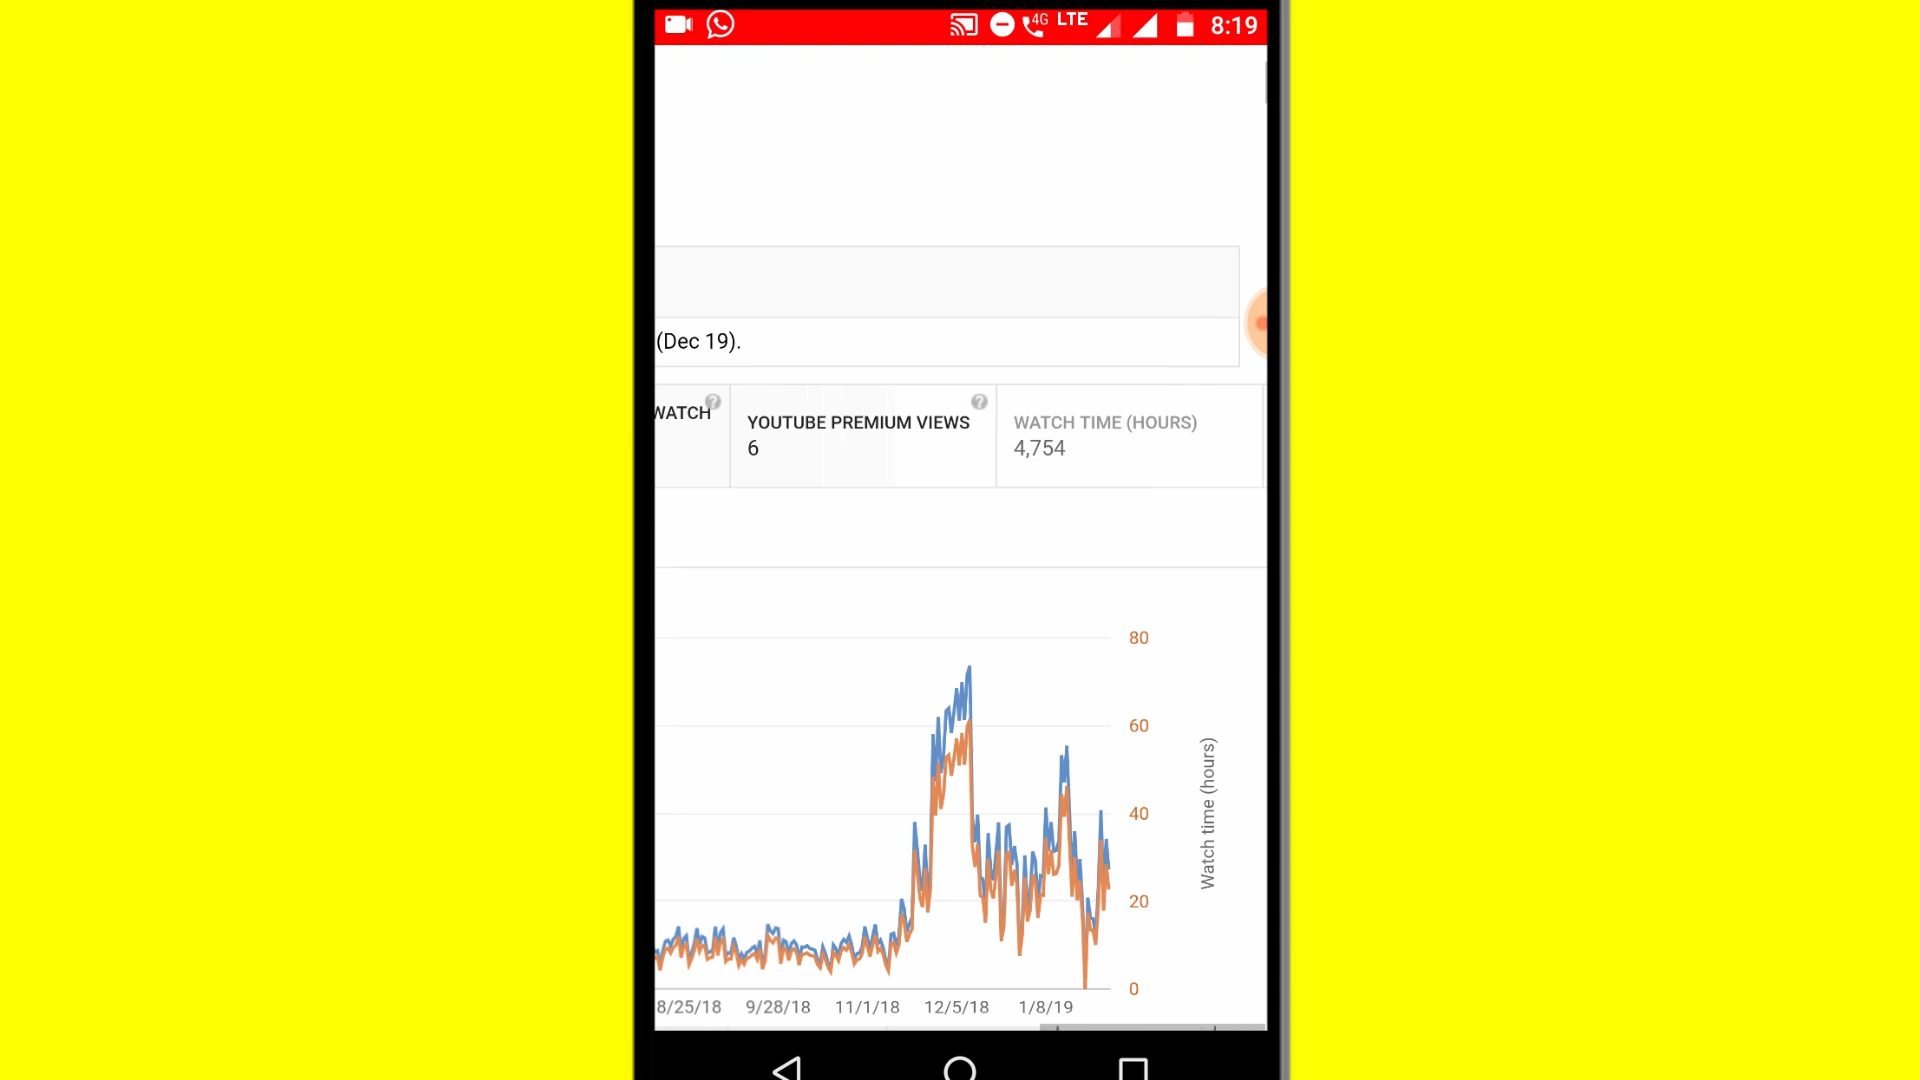 4G LTE 8:19
(Dec 19).
WATCH
YOUTUBE PREMIUM VIEWS
6
WATCH TIME (HOURS)
4,754
80
60
40
20
0
Watch time (hours)
8/25/18 9/28/18 11/1/18 12/5/18 1/8/19